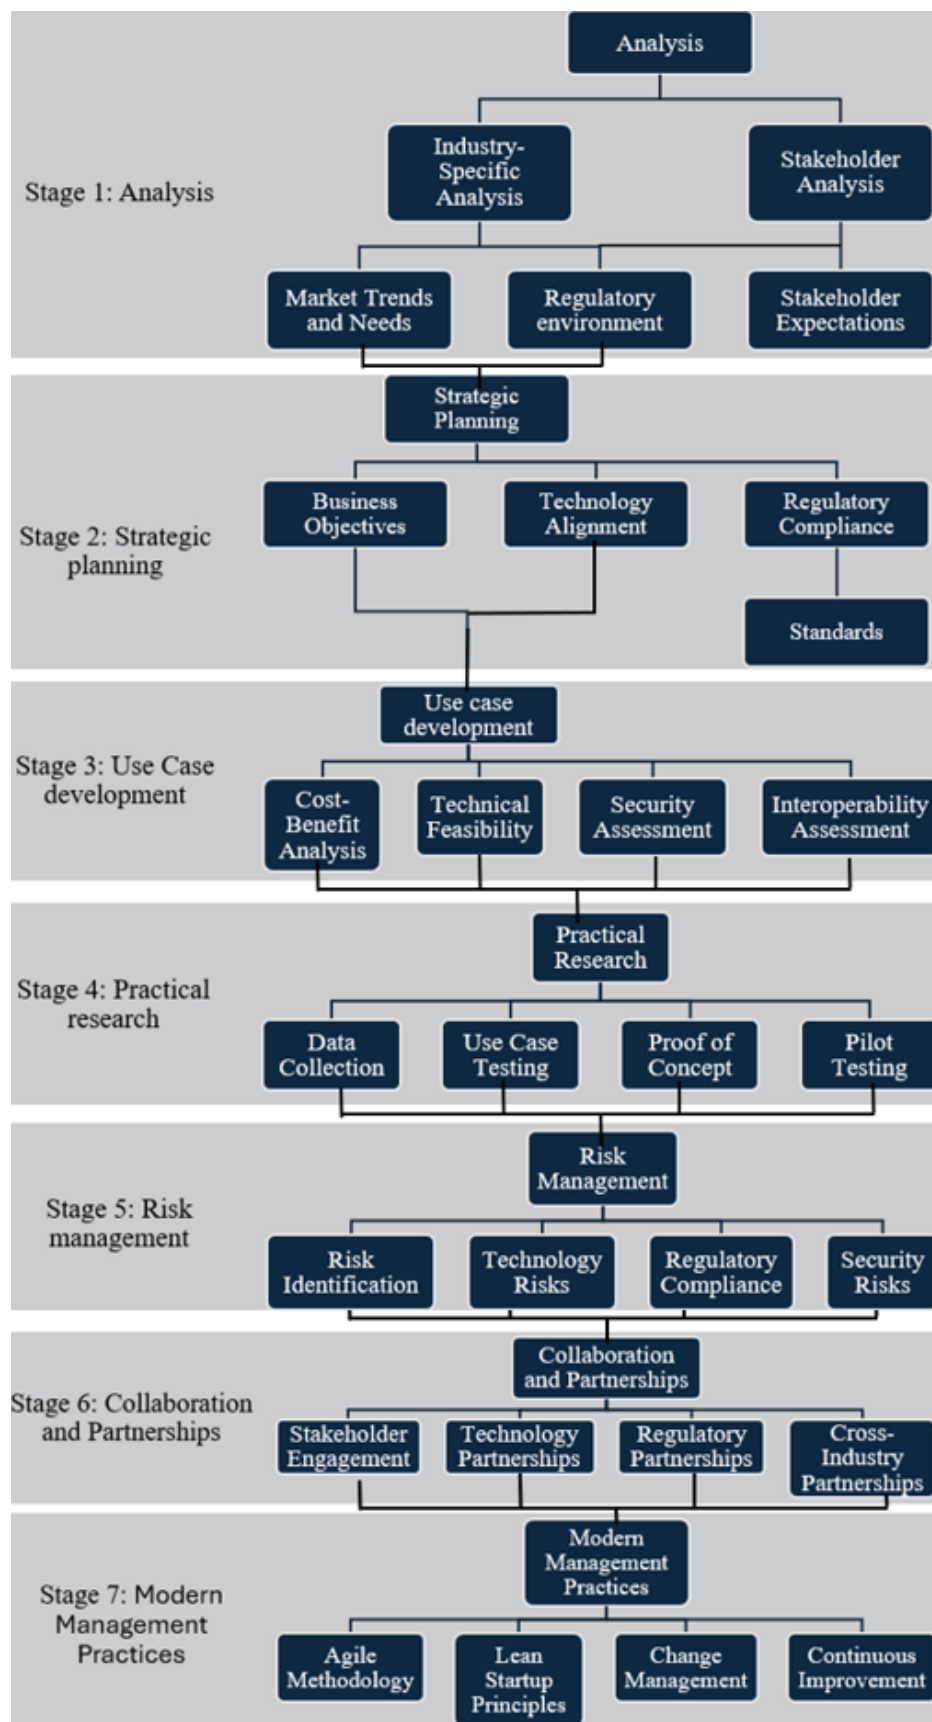 Analysis
Stage 1: Analysis
Industry-
Specific
Analysis
Stakeholder
Analysis
Market Trends
and Needs
Regulatory
environment
Stakeholder
Expectations
Stage 2: Strategic
planning
Strategic
Planning
Business
Objectives
Technology
Alignment
Regulatory
Compliance
Standards
Stage 3: Use Case
development
Use case
development
Cost-
Benefit
Analysis
Technical
Feasibility
Security
Assessment
Interoperability
Assessment
Stage 4: Practical
research
Practical
Research
Data
Collection
Use Case
Testing
Proof of
Concept
Pilot
Testing
Stage 5: Risk
management
Risk
Management
Risk
Identification
Technology
Risks
Regulatory
Compliance
Security
Risks
Stage 6: Collaboration
and Partnerships
Collaboration
and Partnerships
Stakeholder
Engagement
Technology
Partnerships
Regulatory
Partnerships
Cross-
Industry
Partnerships
Stage 7: Modern
Management
Practices
Modern
Management
Practices
Agile
Methodology
Lean
Startup
Principles
Change
Management
Continuous
Improvement